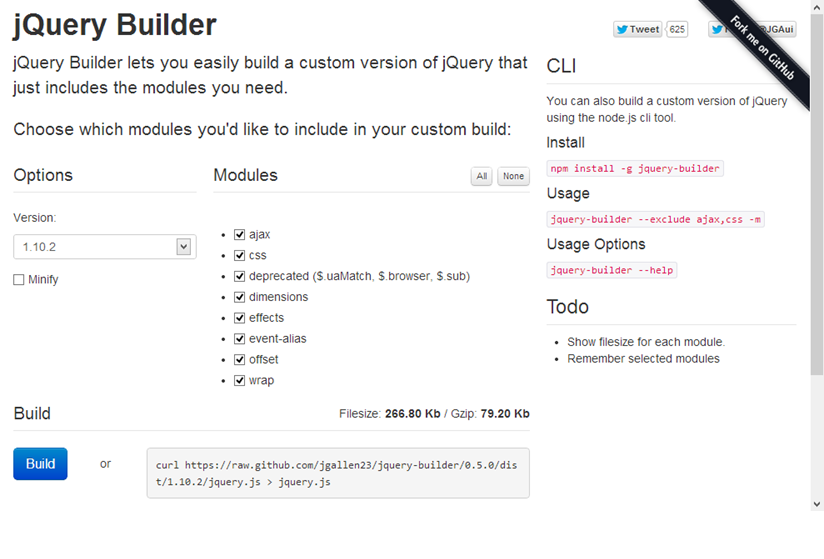 jQuery Builder
jQuery Builder lets you easily build a custom version of jQuery that
just includes the modules you need.
Choose which modules you'd like to include in your custom build:
Options
Version:
1.10.2
Minify
Modules
All
None
ajax
css
deprecated ($.uaMatch, $.browser, $.sub)
dimensions
effects
event-alias
offset
wrap
Build
Filesize: 266.80 Kb / Gzip: 79.20 Kb
Build
or
curl https://raw.github.com/jgallen23/jquery-builder/0.5.0/dis
t/1.10.2/jquery.js > jquery.js
Tweet
625
@JGAui
Fork me on GitHub
CLI
You can also build a custom version of jQuery
using the node.js cli tool.
Install
npm install -g jquery-builder
Usage
jquery-builder --exclude ajax,css -m
Usage Options
jquery-builder --help
Todo
Show filesize for each module.
Remember selected modules